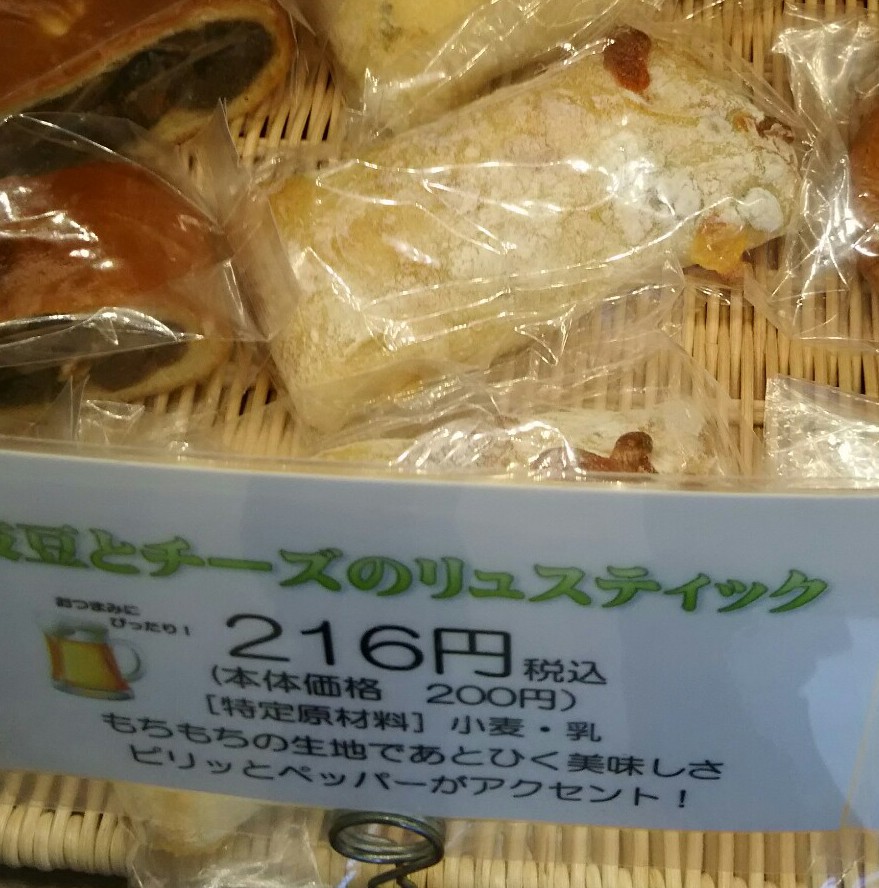 豆とチーズのリュスティック
おつまみに
ぴったり！
216円 税込
(本体価格 200円)
[特定原材料] 小麦・乳
もちもちの生地であとひく美味しさ
ピリッとペッパーがアクセント！